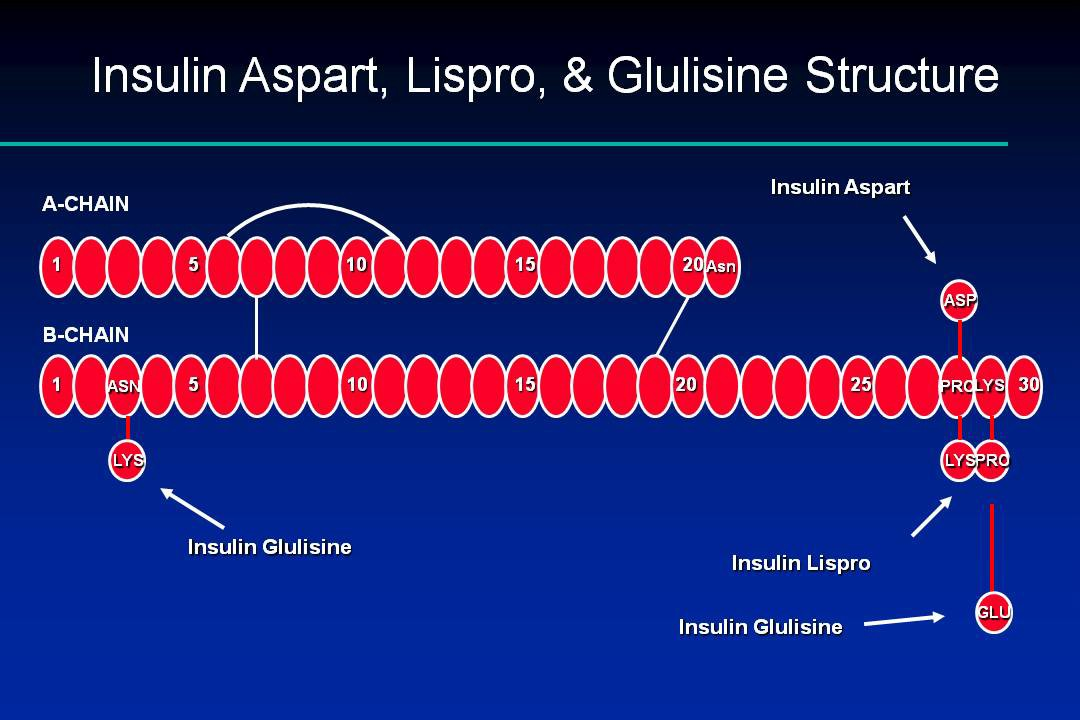 Insulin Aspart, Lispro, & Glulisine Structure
Insulin Aspart
A-CHAIN
1 5 10 15 20 Asn
ASP
B-CHAIN
1 ASN 5 10 15 20 25 PRO LYS 30
LYS LYS PRO
Insulin Glulisine
Insulin Lispro
GLU
Insulin Glulisine